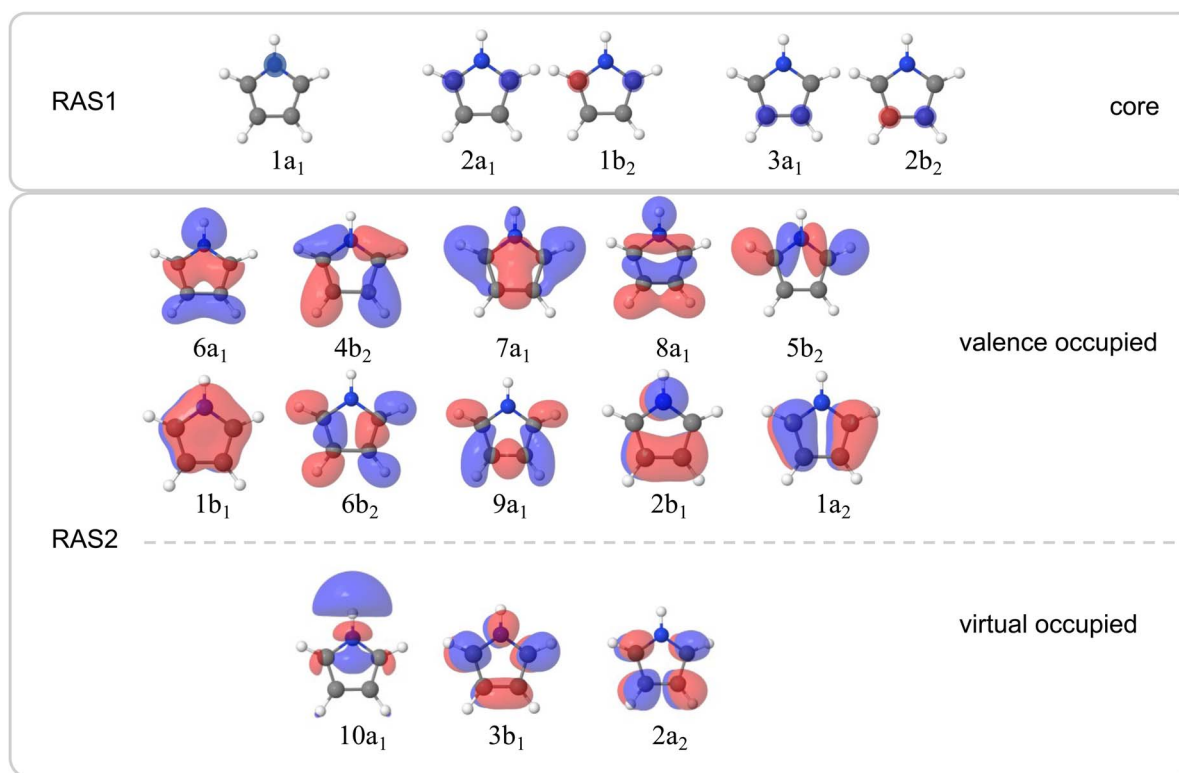 RAS1
core
1a₁
2a₁
1b₂
3a₁
2b₂
6a₁
4b₂
7a₁
8a₁
5b₂
valence occupied
1b₁
6b₂
9a₁
2b₁
1a₂
RAS2
10a₁
3b₁
2a₂
virtual occupied